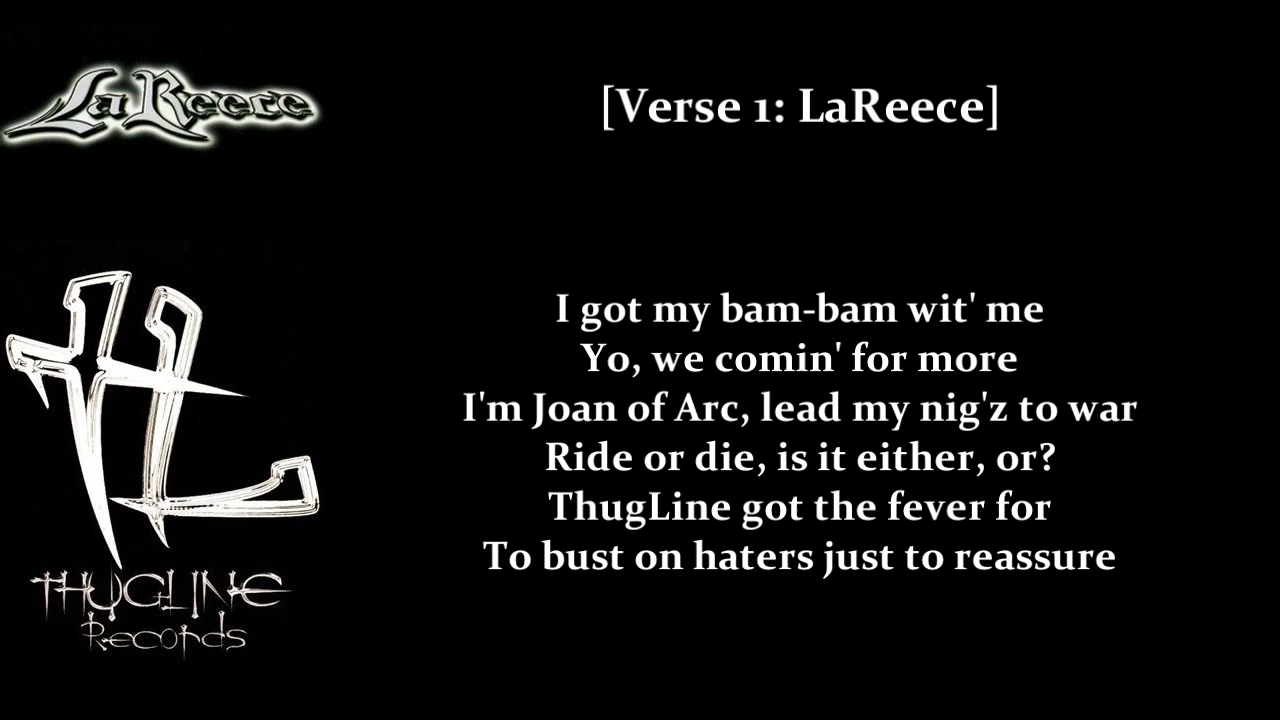 LaReece
[Verse 1: LaReece]
I got my bam-bam wit' me
Yo, we comin' for more
I'm Joan of Arc, lead my nig'z to war
Ride or die, is it either, or?
ThugLine got the fever for
To bust on haters just to reassure
TL
THUGLINE
Records